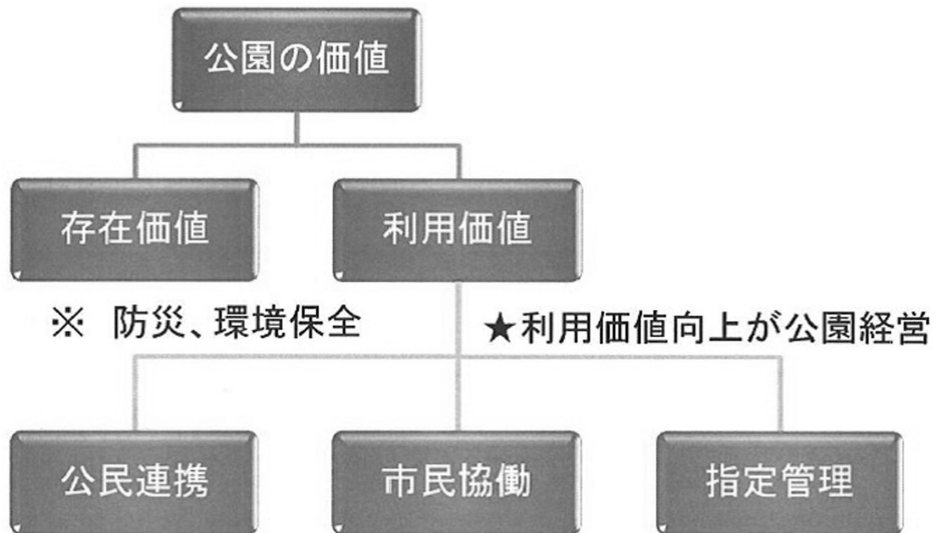 公園の価値
存在価値
利用価値
※ 防災、環境保全
★利用価値向上が公園経営
公民連携
市民協働
指定管理